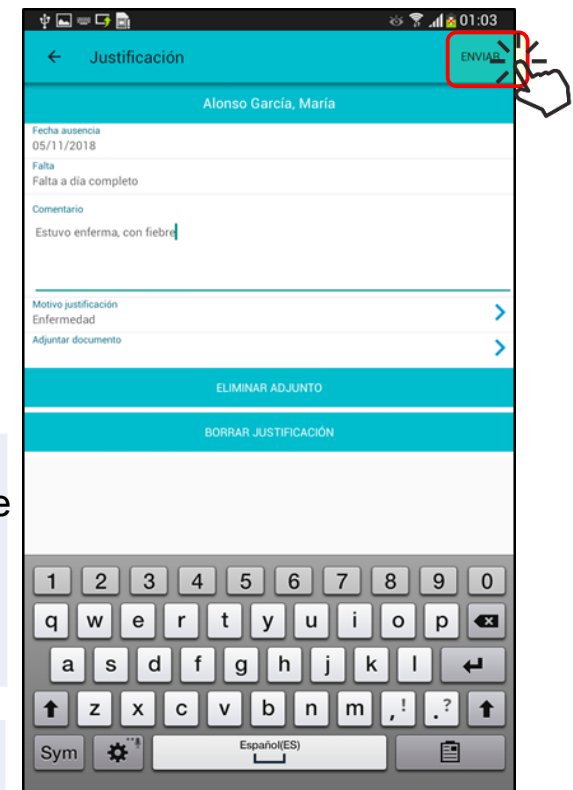 01:03
Justificación
ENVIAR
Alonso García, María
Fecha ausencia
05/11/2018
Falta
Falta a día completo
Comentario
Estuvo enferma, con fiebre
Motivo justificación
Enfermedad
Adjuntar documento
ELIMINAR ADJUNTO
BORRAR JUSTIFICACIÓN
e
1 2 3 4 5 6 7 8 9 0
q w e r t y u i o p
a s d f g h j k l
z x c v b n m ,! .?
Sym Español(ES)